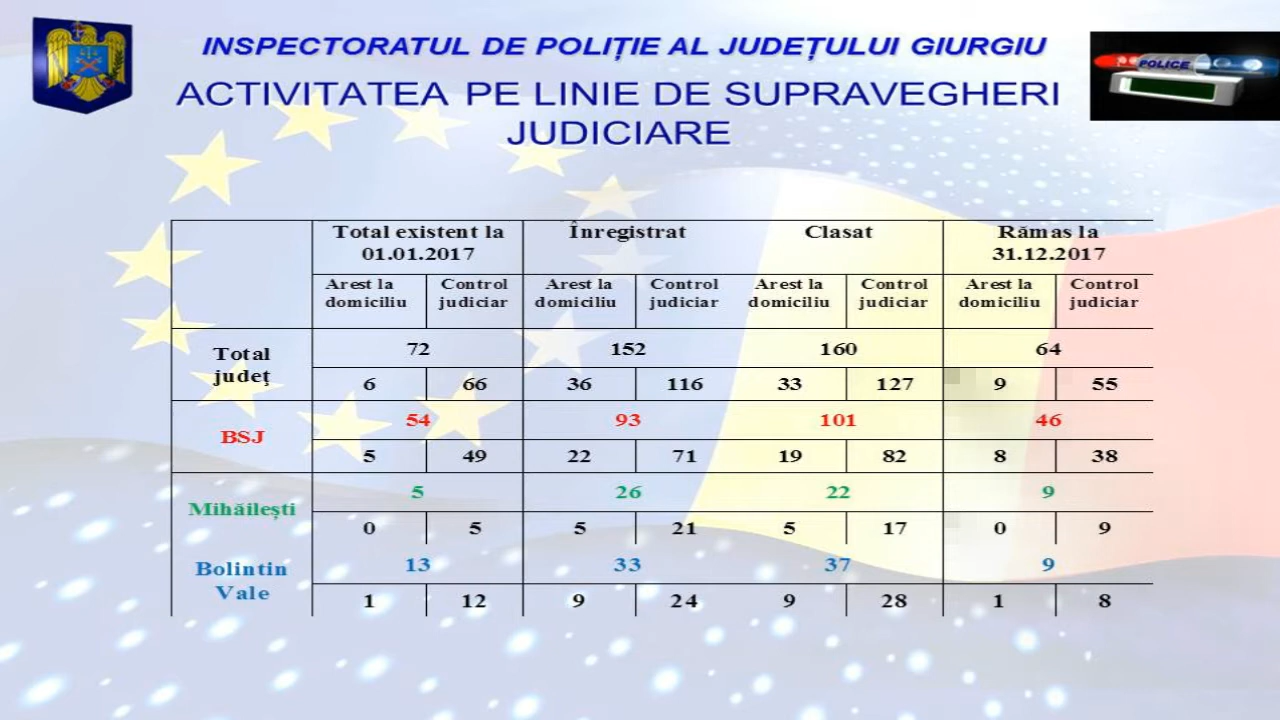 INSPECTORATUL DE POLIȚIE AL JUDEȚULUI GIURGIU
ACTIVITATEA PE LINIE DE SUPRAVEGHERI
JUDICIARE
POLICE
Total existent la 01.01.2017 Înregistrat Clasat Rămas la 31.12.2017
Arest la domiciliu Control judiciar Arest la domiciliu Control judiciar Arest la domiciliu Control judiciar Arest la domiciliu Control judiciar
Total județ 72 152 160 64
6 66 36 116 33 127 9 55
BSJ 54 93 101 46
5 49 22 71 19 82 8 38
Mihăilești 5 26 22 9
0 5 5 21 5 17 0 9
Bolintin Vale 13 33 37 9
1 12 9 24 9 28 1 8